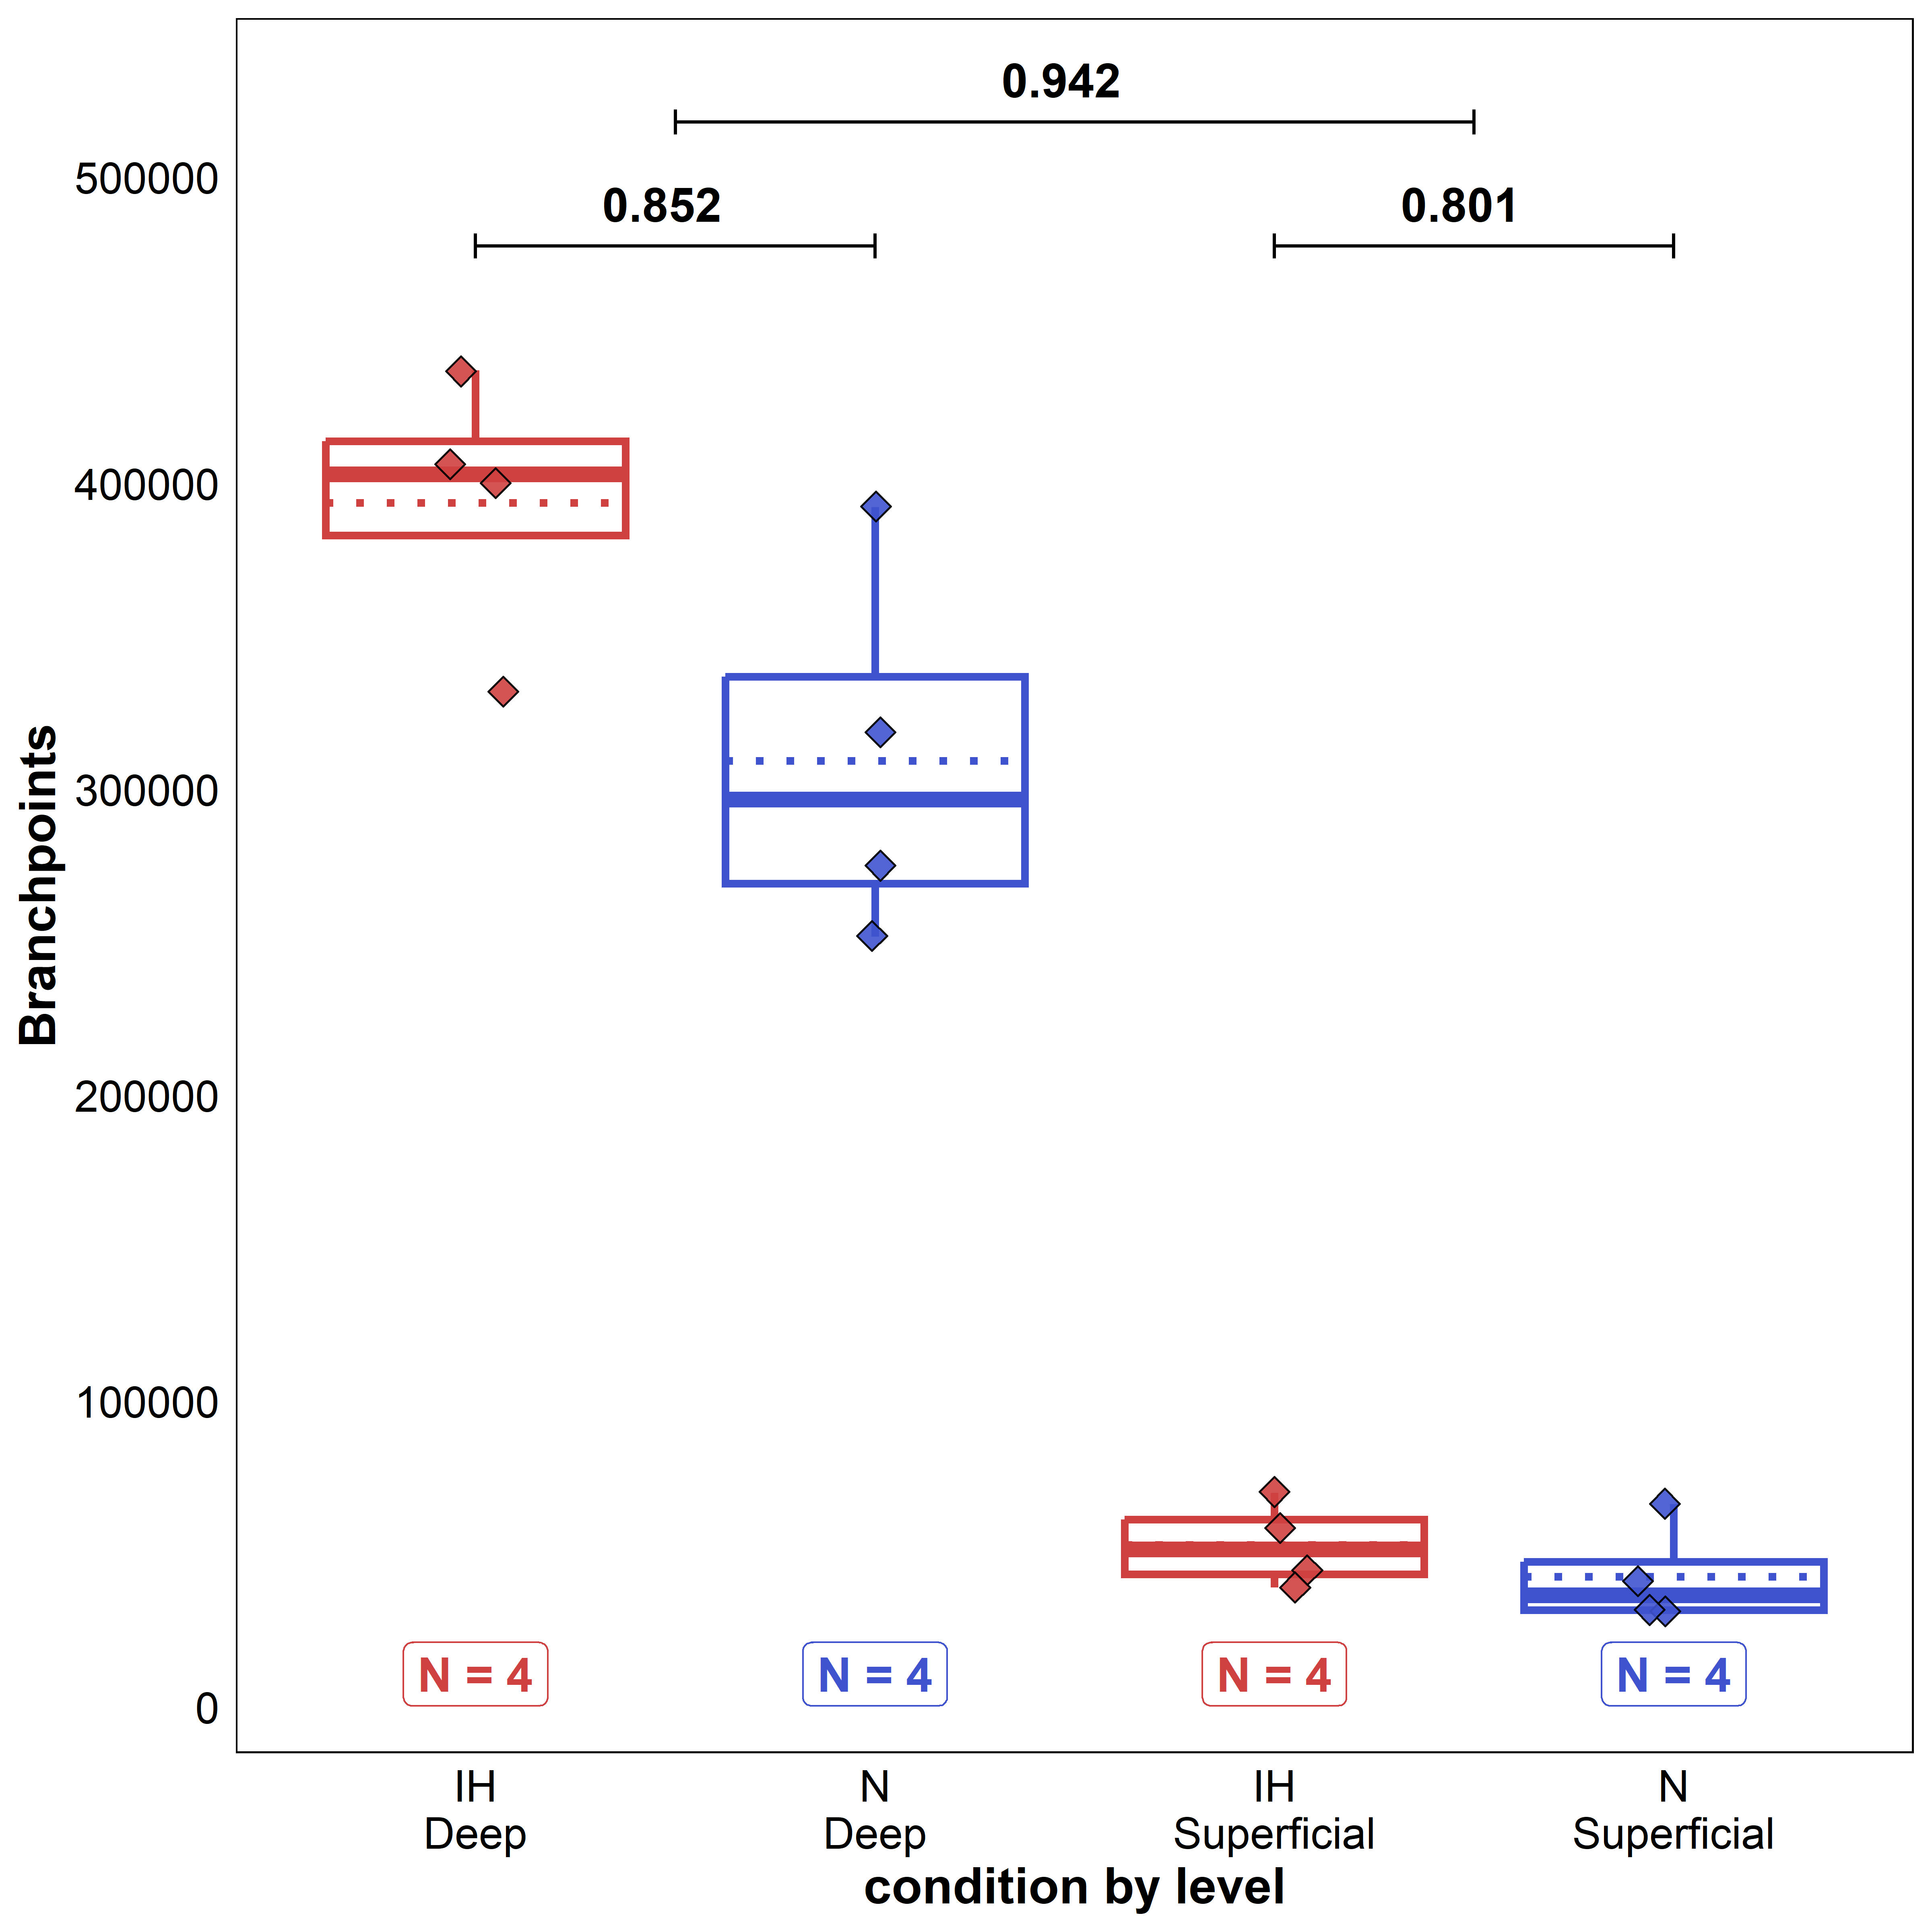 0.942
0.852
0.801
500000
400000
300000
200000
100000
0
Branchpoints
N = 4
N = 4
N = 4
N = 4
IH
Deep
N
Deep
IH
Superficial
N
Superficial
condition by level